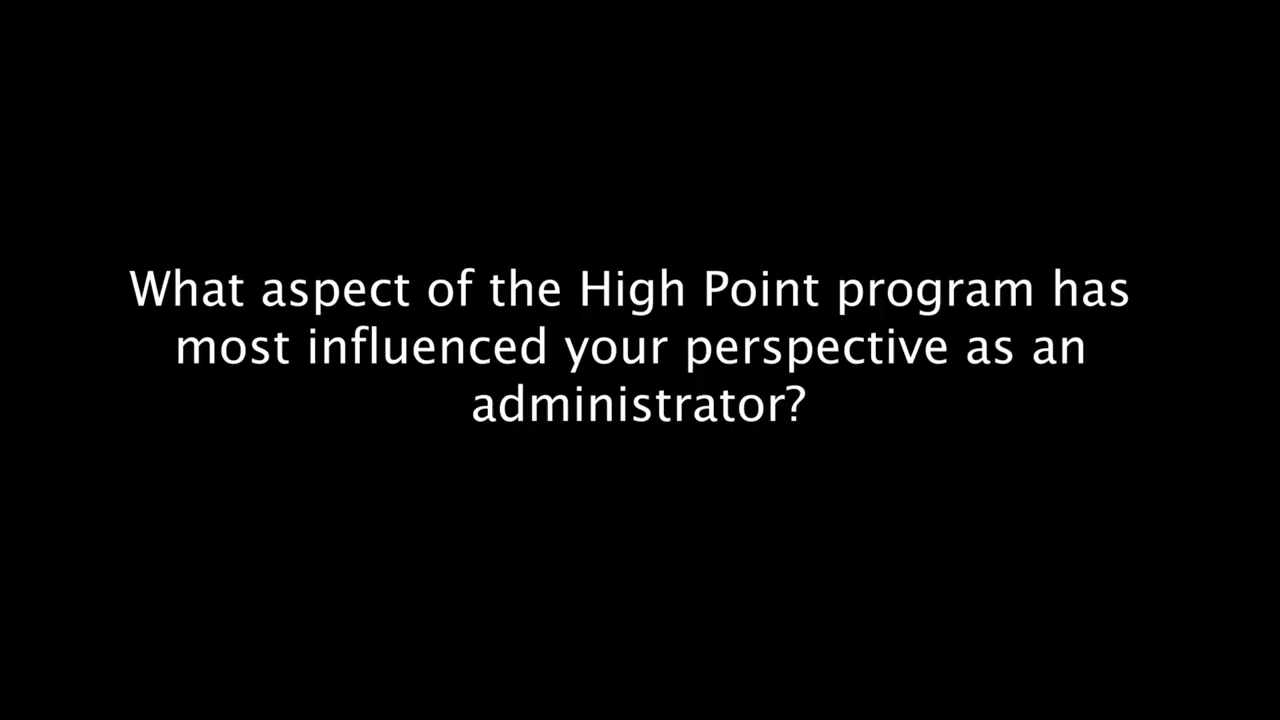 What aspect of the High Point program has
most influenced your perspective as an
administrator?